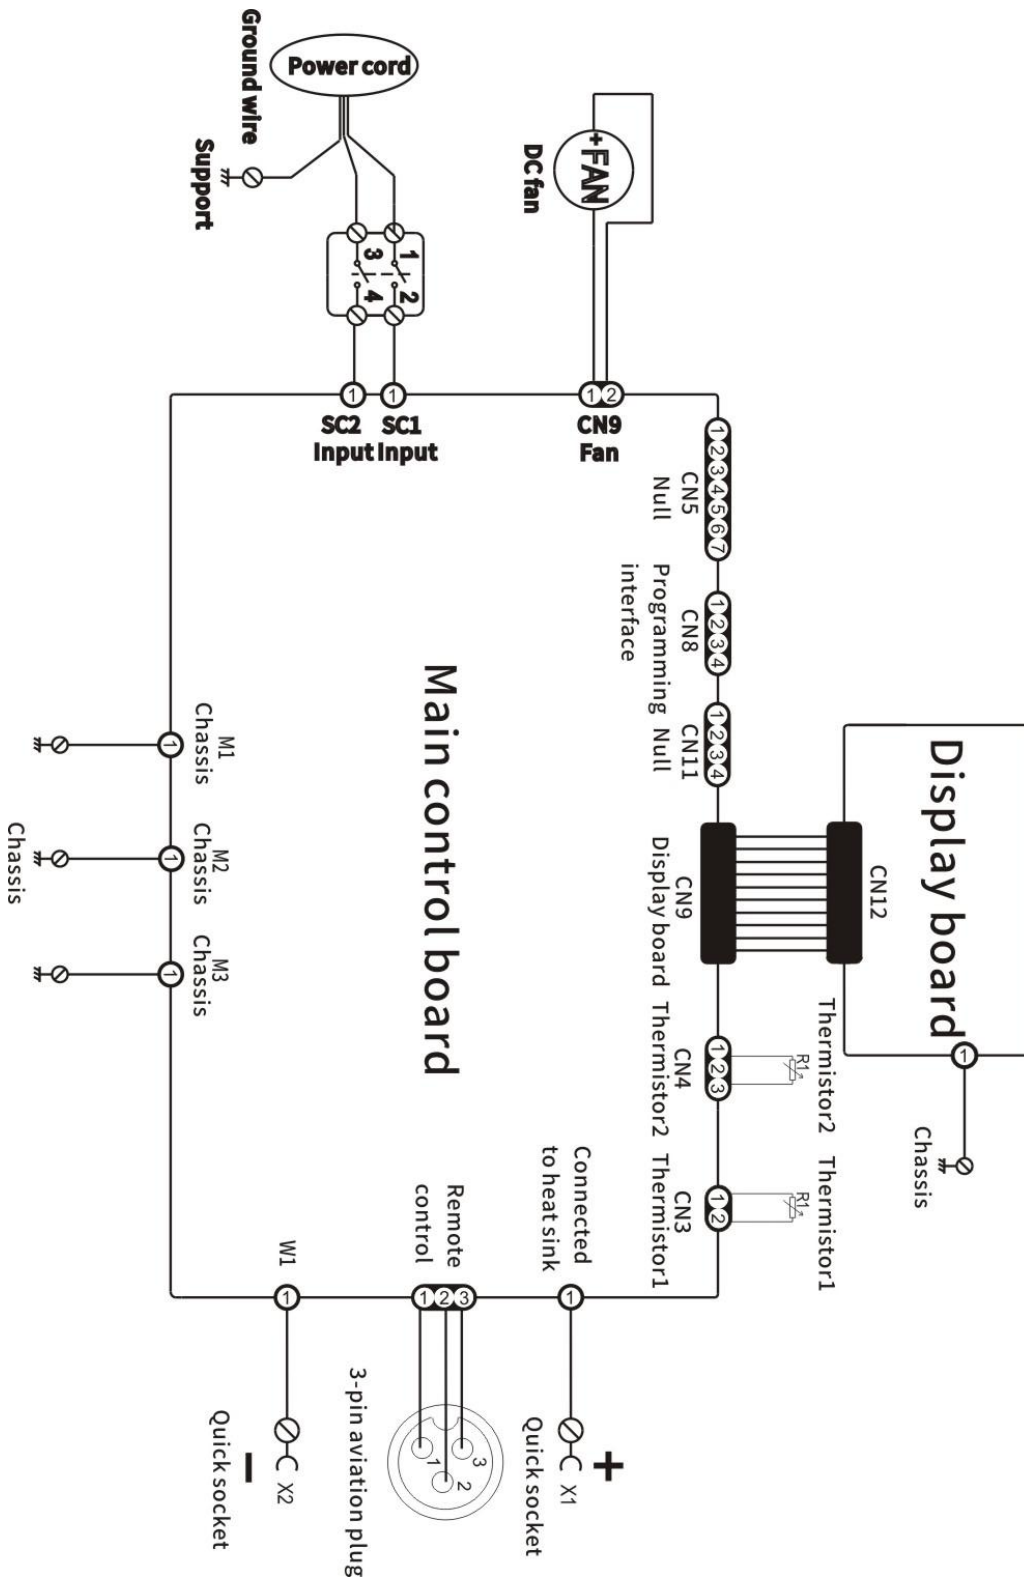 Power cord
Ground wire
Support
+
FAN
DC fan
1
3
2
4
1
1
1 2
SC2
Input
SC1
Input
CN9
Fan
1 2 3 4 5 6 7
CN5
Null
1 2 3 4
CN8
Programming
interface
1 2 3 4
CN11
Null
Main control board
Display board
CN12
CN9
Display board
1
Chassis
1
M1
Chassis
1
M2
Chassis
1
M3
Chassis
Chassis
1 2 3
CN4
Thermistor2
R1
Thermistor2
1 2
CN3
Thermistor1
R1
Thermistor1
Connected
to heat sink
1
Remote
control
1 2 3
W1
1
+
X1
Quick socket
3-pin aviation plug
1
2
3
−
X2
Quick socket